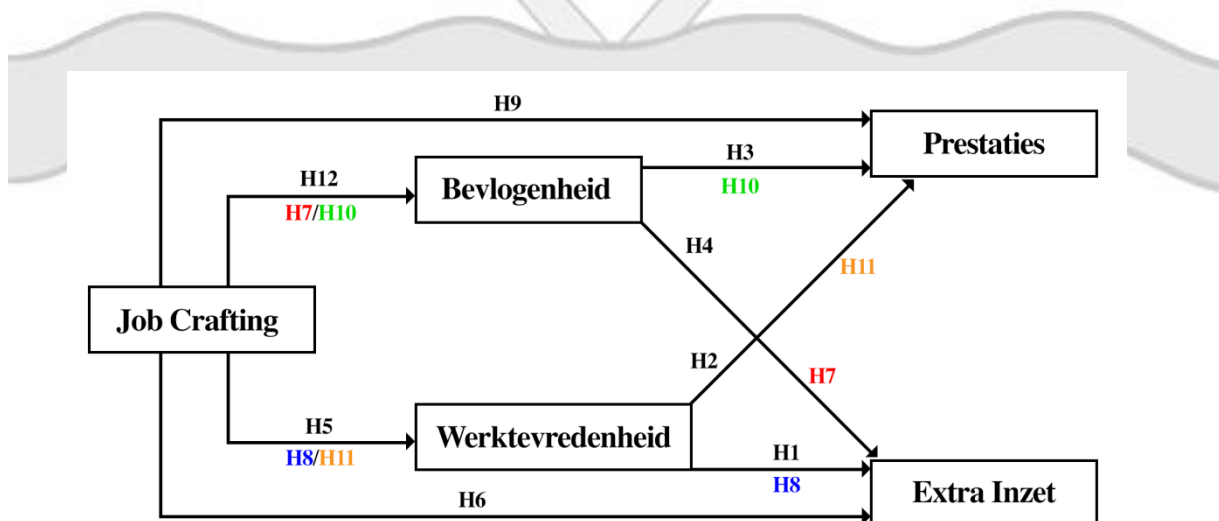 H9
Prestaties
H3
H10
H12
H7/H10
Bevlogenheid
H4
H11
Job Crafting
H2
H7
H5
H8/H11
Werktevredenheid
H1
H8
H6
Extra Inzet